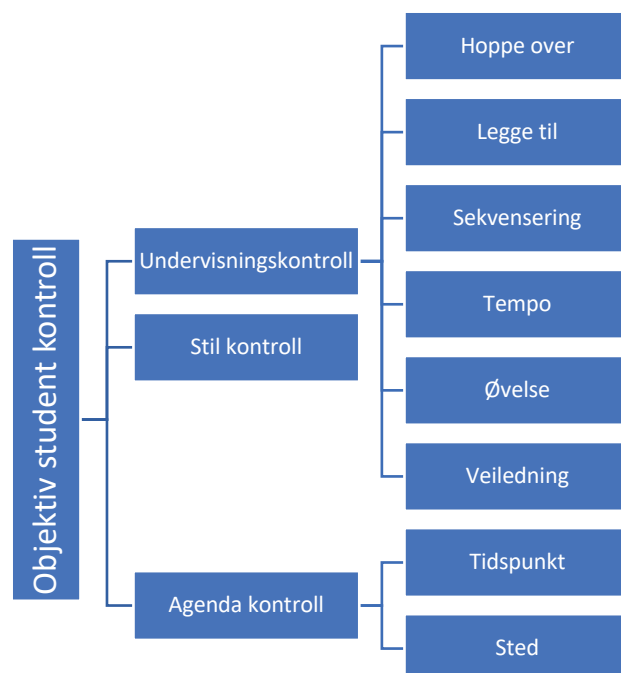 Objektiv student kontroll
Undervisningskontroll
Hoppe over
Legge til
Sekvensering
Tempo
Øvelse
Veiledning
Stil kontroll
Agenda kontroll
Tidspunkt
Sted